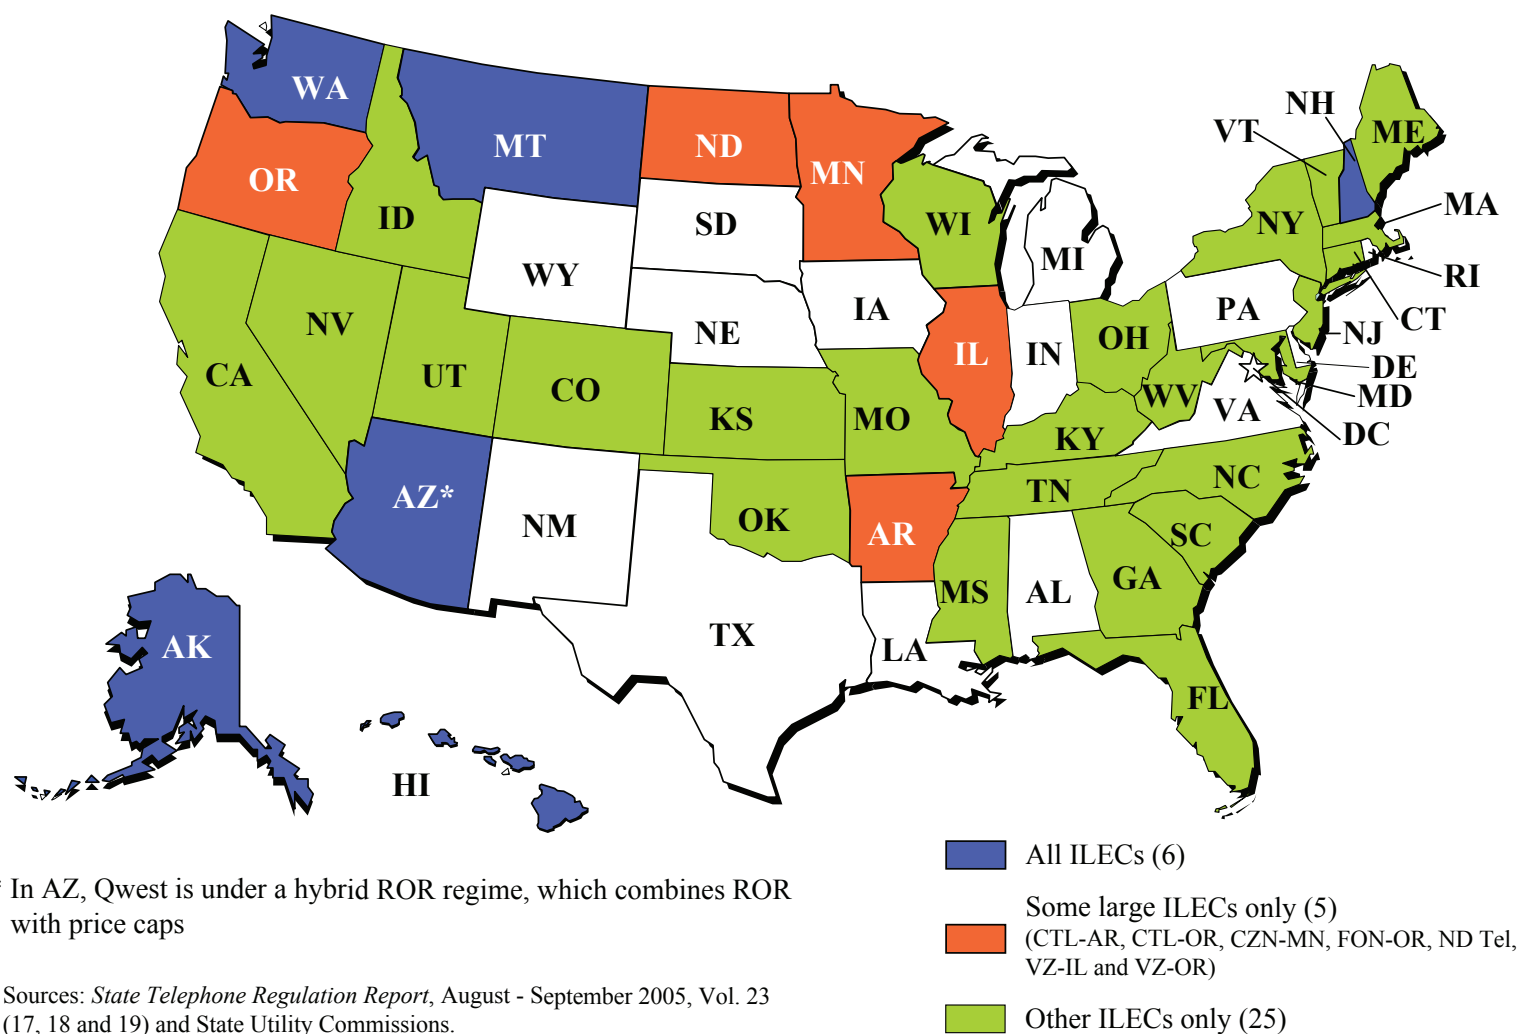 NH
VT
ME
WA
MT
ND
MN
OR
ID
SD
WI
NY
MA
WY
MI
RI
NV
NE
IA
PA
CT
CA
UT
CO
IL
IN
OH
NJ
DE
KS
MO
WV
VA
MD
KY
DC
AZ*
NM
OK
AR
TN
NC
SC
MS
AL
GA
TX
LA
AK
FL
HI
* In AZ, Qwest is under a hybrid ROR regime, which combines ROR
with price caps
Sources: State Telephone Regulation Report, August - September 2005, Vol. 23
(17, 18 and 19) and State Utility Commissions.
All ILECs (6)
Some large ILECs only (5)
(CTL-AR, CTL-OR, CZN-MN, FON-OR, ND Tel,
VZ-IL and VZ-OR)
Other ILECs only (25)